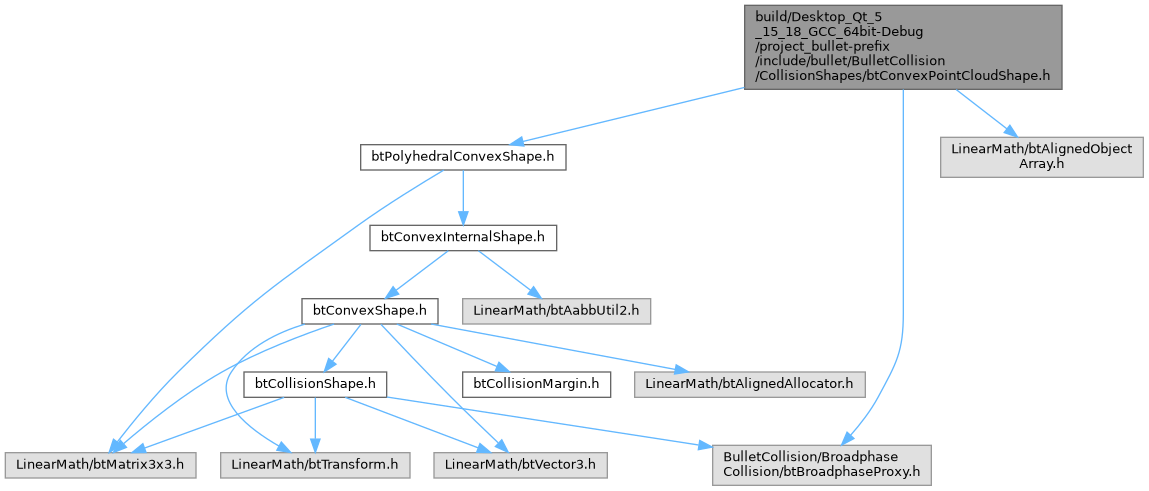 build/Desktop_Qt_5
_15_18_GCC_64bit-Debug
/project_bullet-prefix
/include/bullet/BulletCollision
/CollisionShapes/btConvexPointCloudShape.h
btPolyhedralConvexShape.h
LinearMath/btAlignedObject
Array.h
btConvexInternalShape.h
btConvexShape.h
LinearMath/btAabbUtil2.h
btCollisionShape.h
btCollisionMargin.h
LinearMath/btAlignedAllocator.h
LinearMath/btMatrix3x3.h
LinearMath/btTransform.h
LinearMath/btVector3.h
BulletCollision/Broadphase
Collision/btBroadphaseProxy.h